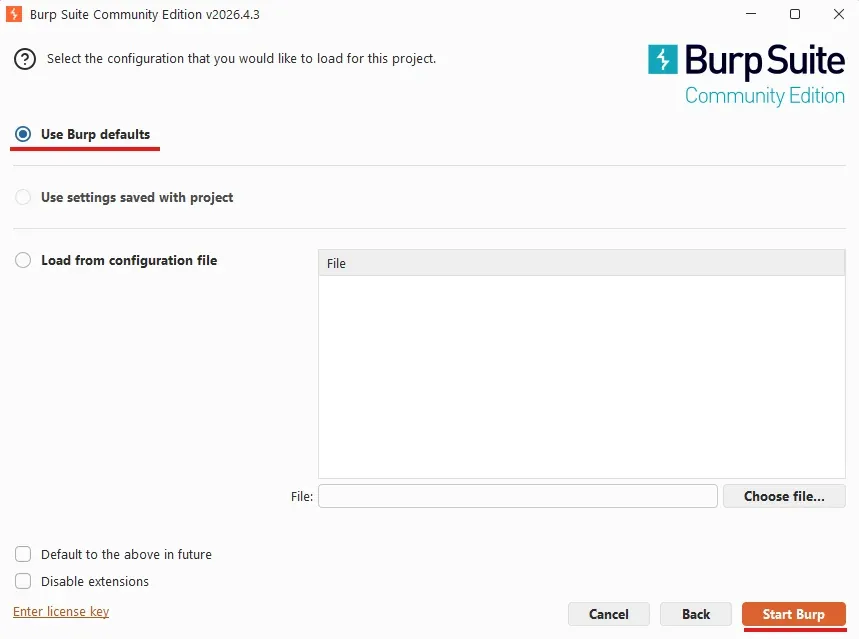 Burp Suite Community Edition v2026.4.3
Select the configuration that you would like to load for this project.
Burp Suite
Community Edition
Use Burp defaults
Use settings saved with project
Load from configuration file
File
File:
Choose file...
Default to the above in future
Disable extensions
Enter license key
Cancel
Back
Start Burp